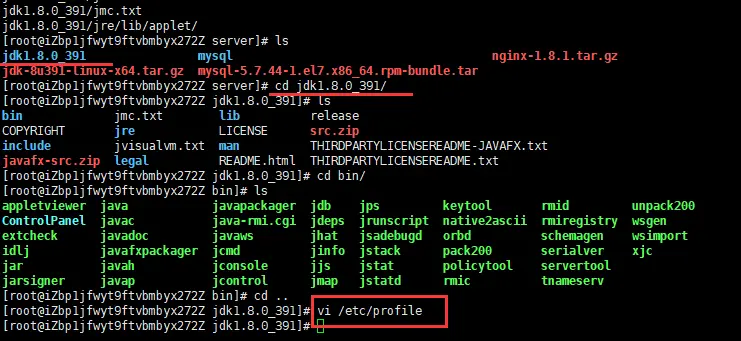 jdk1.8.0_391/jmc.txt
jdk1.8.0_391/jre/lib/applet/
[root@iZbp1jfwyt9ftvbmbyx272Z server]# ls
jdk1.8.0_391 mysql nginx-1.8.1.tar.gz
jdk-8u391-linux-x64.tar.gz mysql-5.7.44-1.el7.x86_64.rpm-bundle.tar
[root@iZbp1jfwyt9ftvbmbyx272Z server]# cd jdk1.8.0_391/
[root@iZbp1jfwyt9ftvbmbyx272Z jdk1.8.0_391]# ls
bin jmc.txt lib release
COPYRIGHT jre LICENSE src.zip
include jvisualvm.txt man THIRDPARTYLICENSEREADME-JAVAFX.txt
javafx-src.zip legal README.html THIRDPARTYLICENSEREADME.txt
[root@iZbp1jfwyt9ftvbmbyx272Z jdk1.8.0_391]# cd bin/
[root@iZbp1jfwyt9ftvbmbyx272Z bin]# ls
appletviewer java javapackager jdb jps keytool rmid unpack200
ControlPanel javac java-rmi.cgi jdeps jrunscript native2ascii rmiregistry wsgen
extcheck javadoc javaws jhat jsadebugd orbd schemagen wsimport
idlj javafxpackager jcmd jinfo jstack pack200 serialver xjc
jar javah jconsole jjs jstat policytool servertool
jarsigner javap jcontrol jmap jstatd rmic tnameserv
[root@iZbp1jfwyt9ftvbmbyx272Z bin]# cd ..
[root@iZbp1jfwyt9ftvbmbyx272Z jdk1.8.0_391]# vi /etc/profile
[root@iZbp1jfwyt9ftvbmbyx272Z jdk1.8.0_391]#